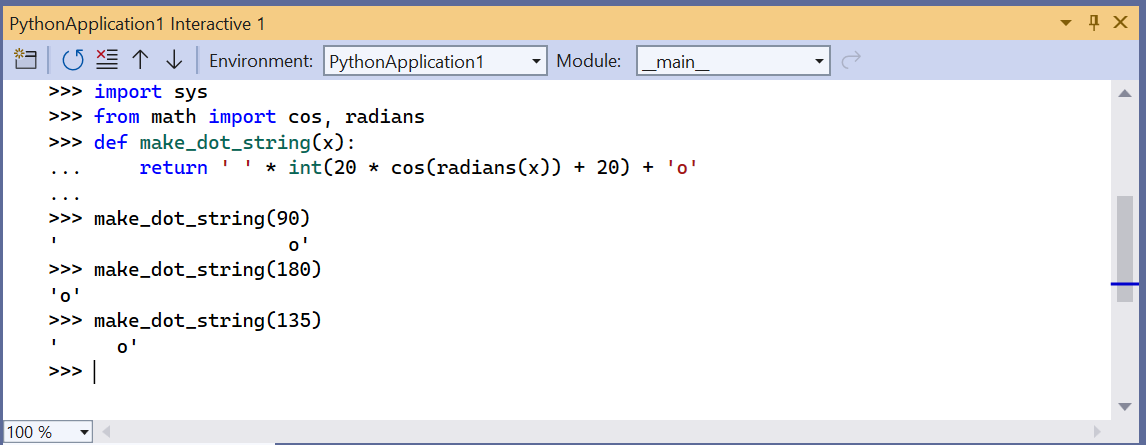 PythonApplication1 Interactive 1
Environment: PythonApplication1 Module: __main__
>>> import sys
>>> from math import cos, radians
>>> def make_dot_string(x):
...     return ' ' * int(20 * cos(radians(x)) + 20) + 'o'
...
>>> make_dot_string(90)
'                    o'
>>> make_dot_string(180)
'o'
>>> make_dot_string(135)
'     o'
>>>
100 %